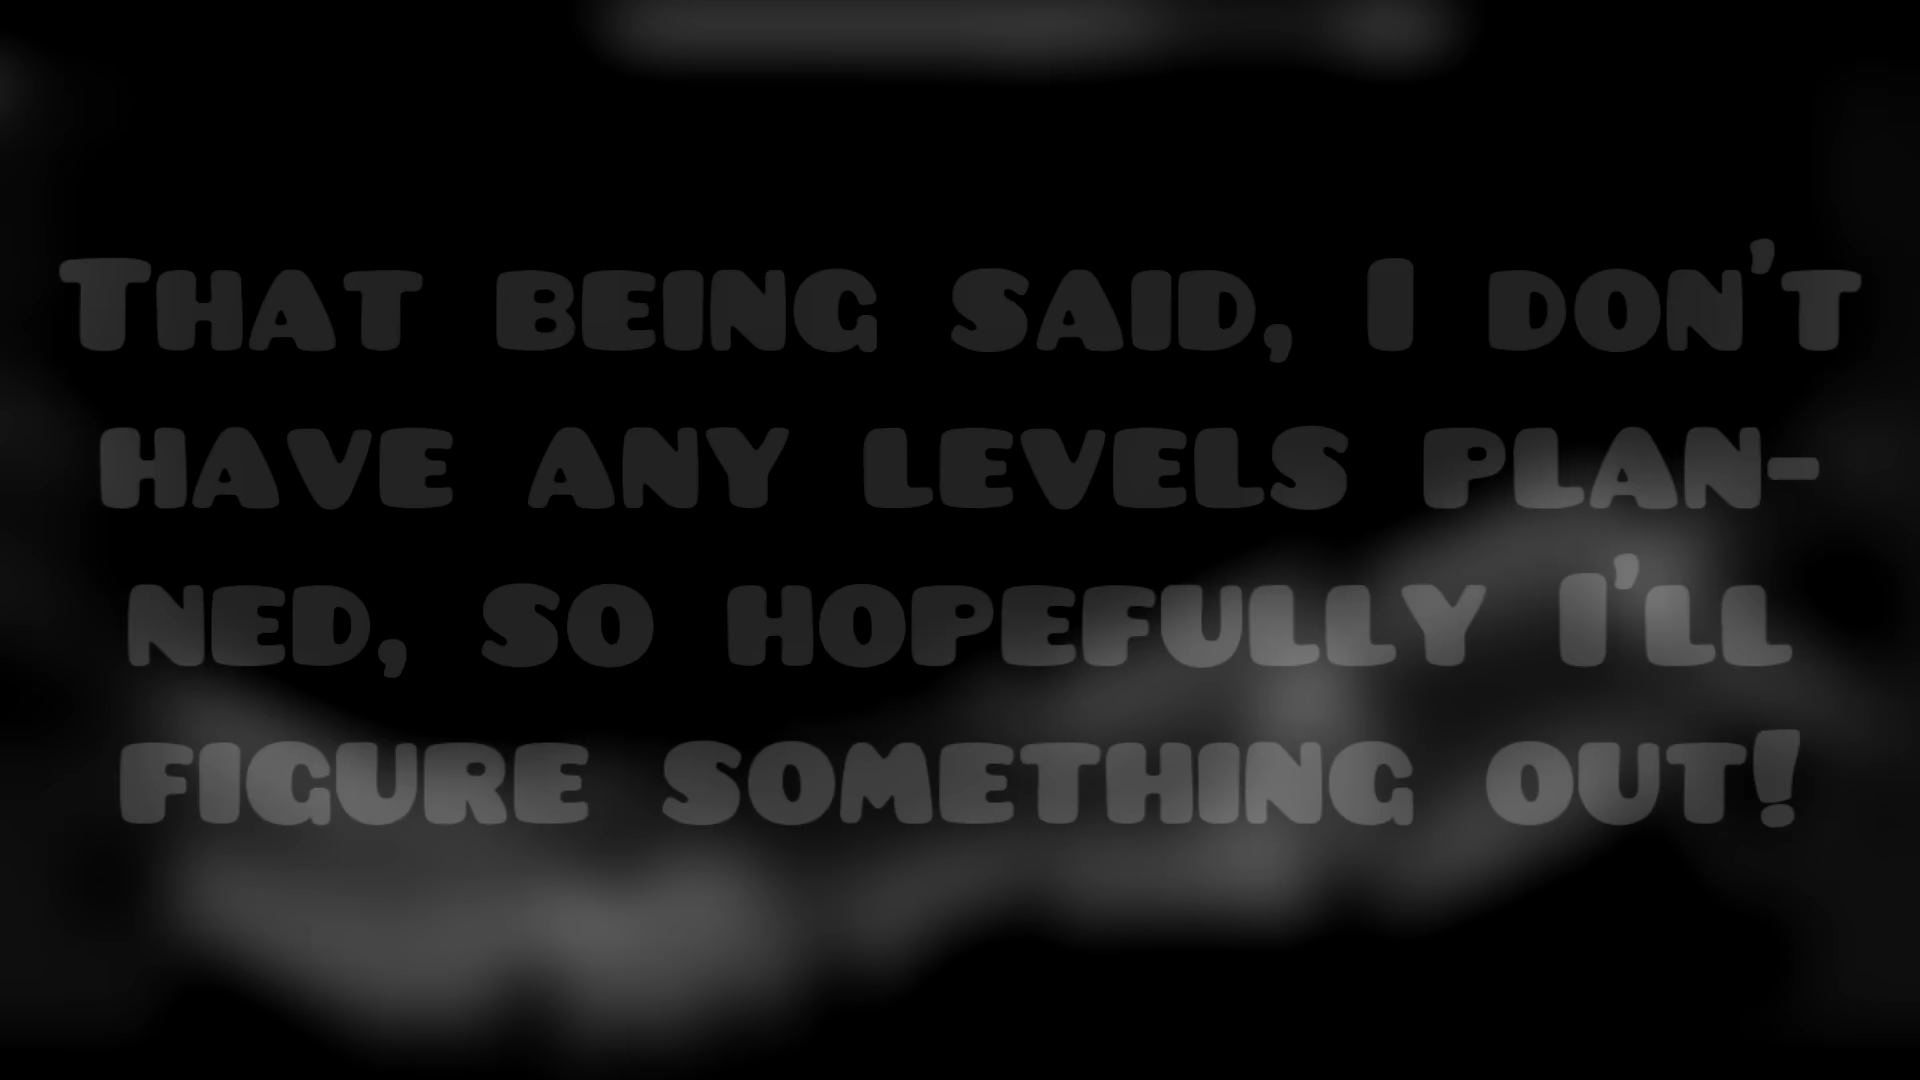 That being said, I don't
have any levels plan-
ned, so hopefully I'll
figure something out!